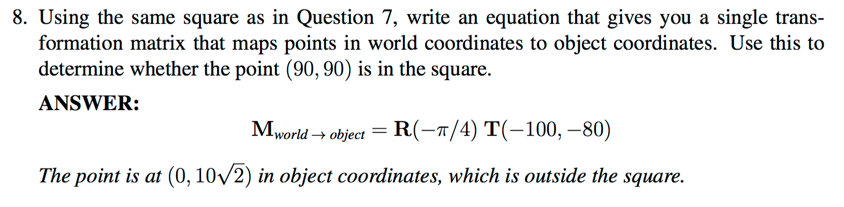 8. Using the same square as in Question 7, write an equation that gives you a single trans-
formation matrix that maps points in world coordinates to object coordinates. Use this to
determine whether the point (90, 90) is in the square.
ANSWER:
M_{world → object} = R(−π/4) T(−100, −80)
The point is at (0, 10√2) in object coordinates, which is outside the square.